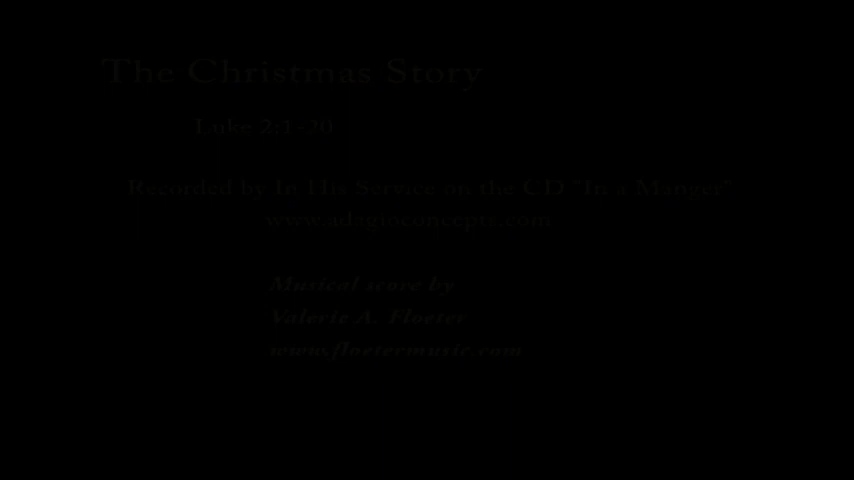 The Christmas Story
Luke 2:1-20
Recorded by In His Service on the CD "In a Manger"
www.adagioconcepts.com
Musical score by
Valerie A. Floeter
www.floetermusic.com